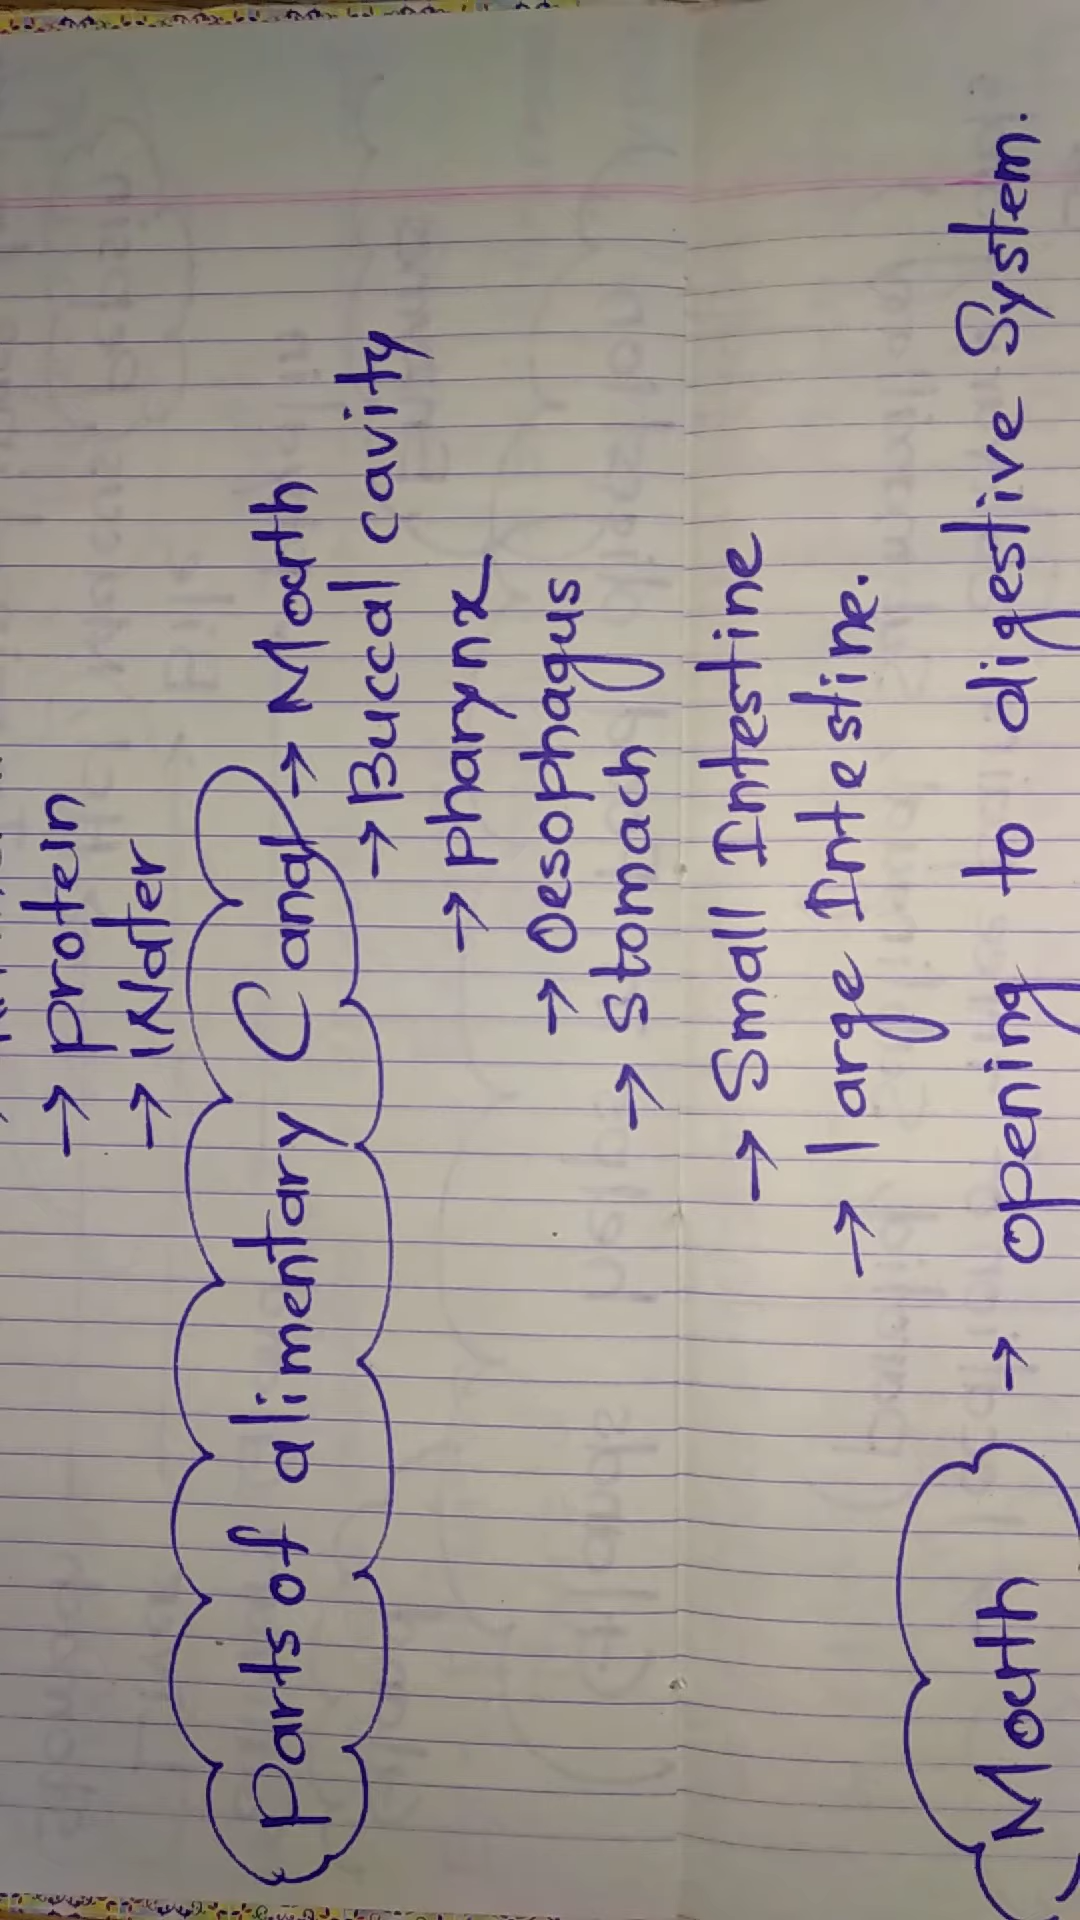 → protein
→ Water
Parts of alimentary Canal → Mouth
→ Buccal cavity
→ pharynx
→ Oesophagus
→ Stomach
→ Small Intestine
→ large Intestine.
Mouth → opening to digestive System.